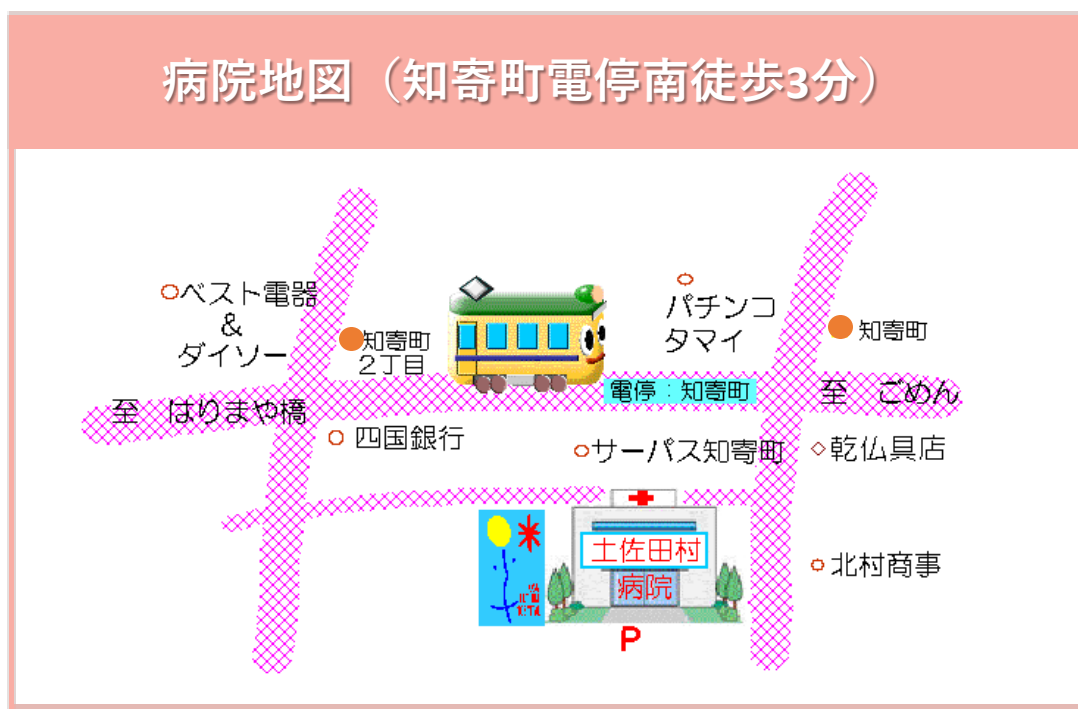 病院地図（知寄町電停南徒歩3分）
ベスト電器
&
ダイソー
知寄町
２丁目
パチンコ
タマイ
知寄町
電停：知寄町
至　はりまや橋
至　ごめん
四国銀行
サーパス知寄町
乾仏具店
土佐田村
病院
北村商事
P